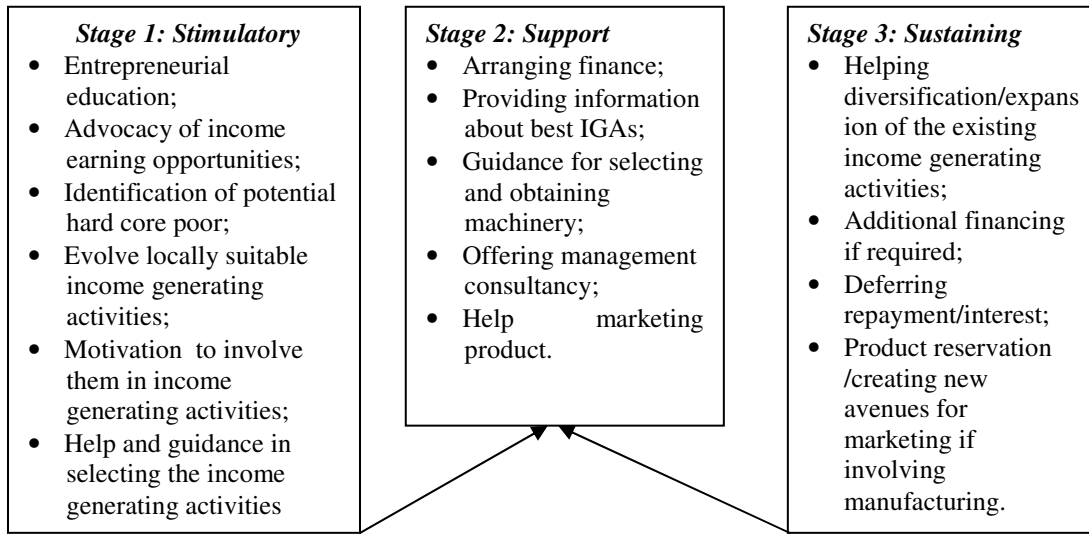 Stage 1: Stimulatory
• Entrepreneurial
education;
• Advocacy of income
earning opportunities;
• Identification of potential
hard core poor;
• Evolve locally suitable
income generating
activities;
• Motivation to involve
them in income
generating activities;
• Help and guidance in
selecting the income
generating activities
Stage 2: Support
• Arranging finance;
• Providing information
about best IGAs;
• Guidance for selecting
and obtaining
machinery;
• Offering management
consultancy;
• Help marketing
product.
Stage 3: Sustaining
• Helping
diversification/expans
ion of the existing
income generating
activities;
• Additional financing
if required;
• Deferring
repayment/interest;
• Product reservation
/creating new
avenues for
marketing if
involving
manufacturing.